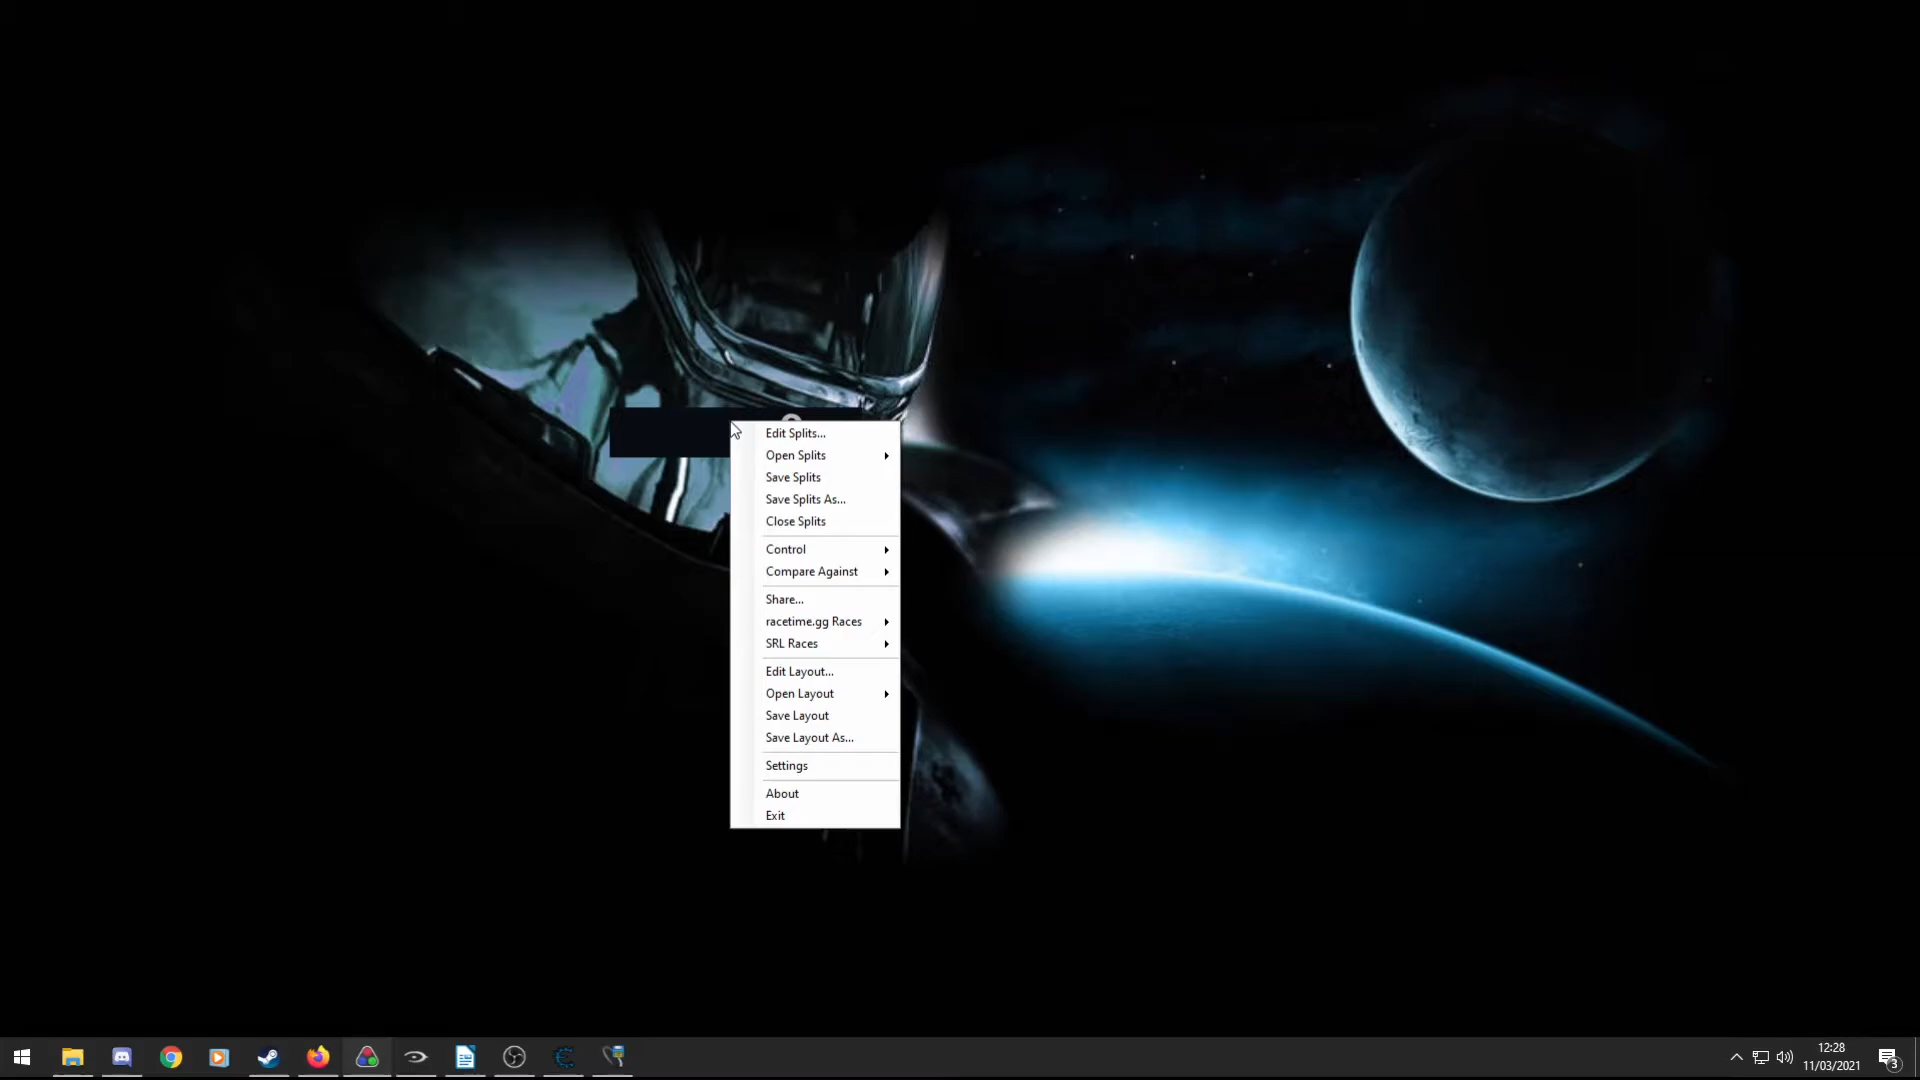 Edit Splits...
Open Splits
Save Splits
Save Splits As...
Close Splits
Control
Compare Against
Share...
racetime.gg Races
SRL Races
Edit Layout...
Open Layout
Save Layout
Save Layout As...
Settings
About
Exit
12:28
11/03/2021
3